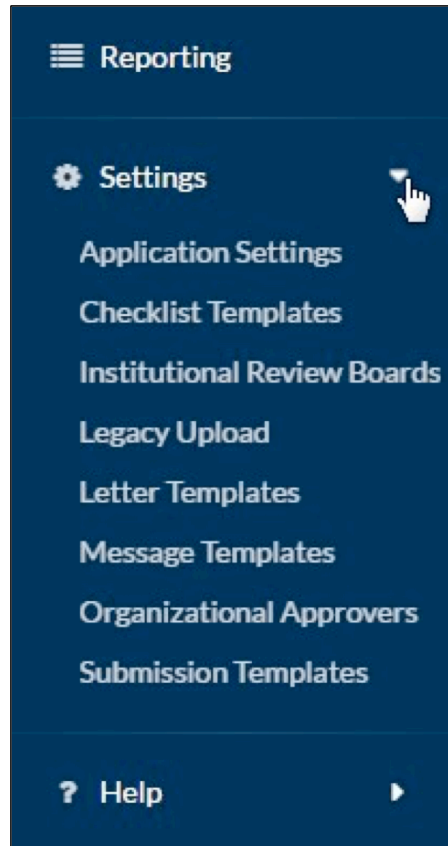 Reporting
Settings
Application Settings
Checklist Templates
Institutional Review Boards
Legacy Upload
Letter Templates
Message Templates
Organizational Approvers
Submission Templates
? Help